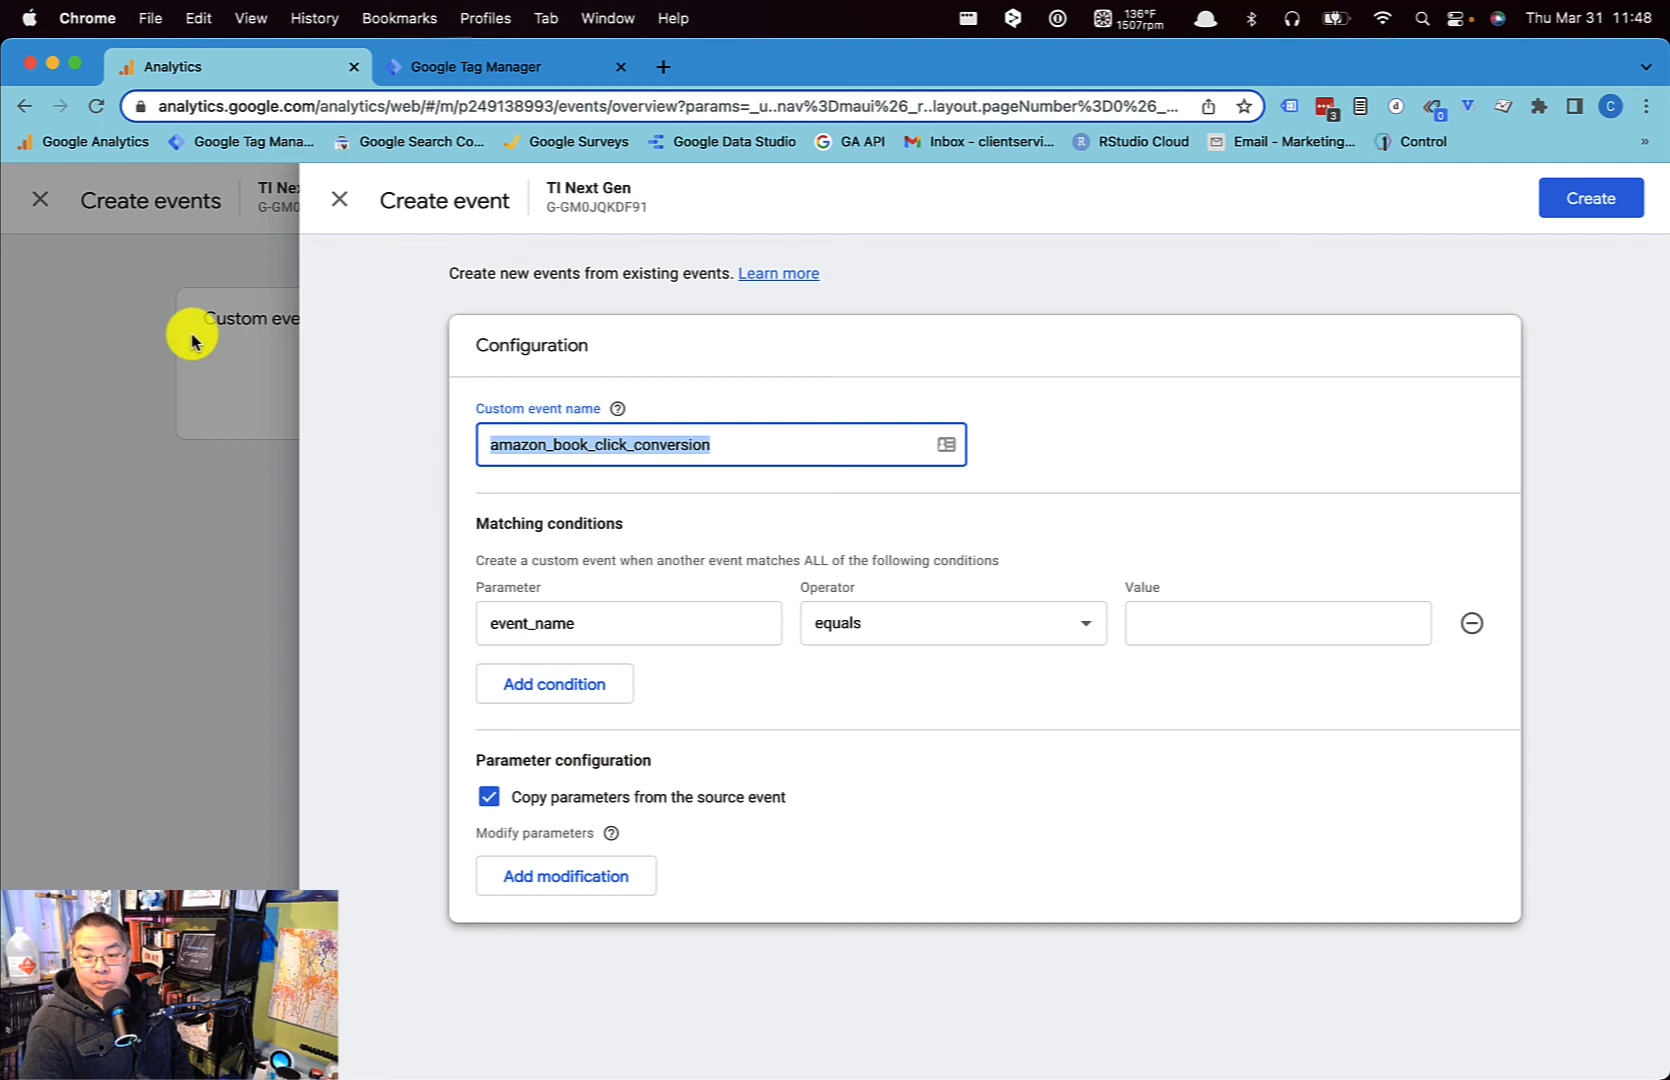 Chrome File Edit View History Bookmarks Profiles Tab Window Help 136°F 1507rpm Thu Mar 31 11:48
Analytics Google Tag Manager
analytics.google.com/analytics/web/#/m/p249138993/events/overview?params=_u..nav%3Dmaui%26_r..layout.pageNumber%3D0%26_... 3 d 0 C
Google Analytics Google Tag Mana... Google Search Co... Google Surveys Google Data Studio GA API Inbox - clientservi... R RStudio Cloud Email - Marketing... Control »
Create events TI Nex
G-GM0
Create event TI Next Gen
G-GM0JQKDF91
Create
Create new events from existing events. Learn more
Custom eve
Configuration
Custom event name
amazon_book_click_conversion
Matching conditions
Create a custom event when another event matches ALL of the following conditions
Parameter Operator Value
event_name equals
Add condition
Parameter configuration
Copy parameters from the source event
Modify parameters
Add modification